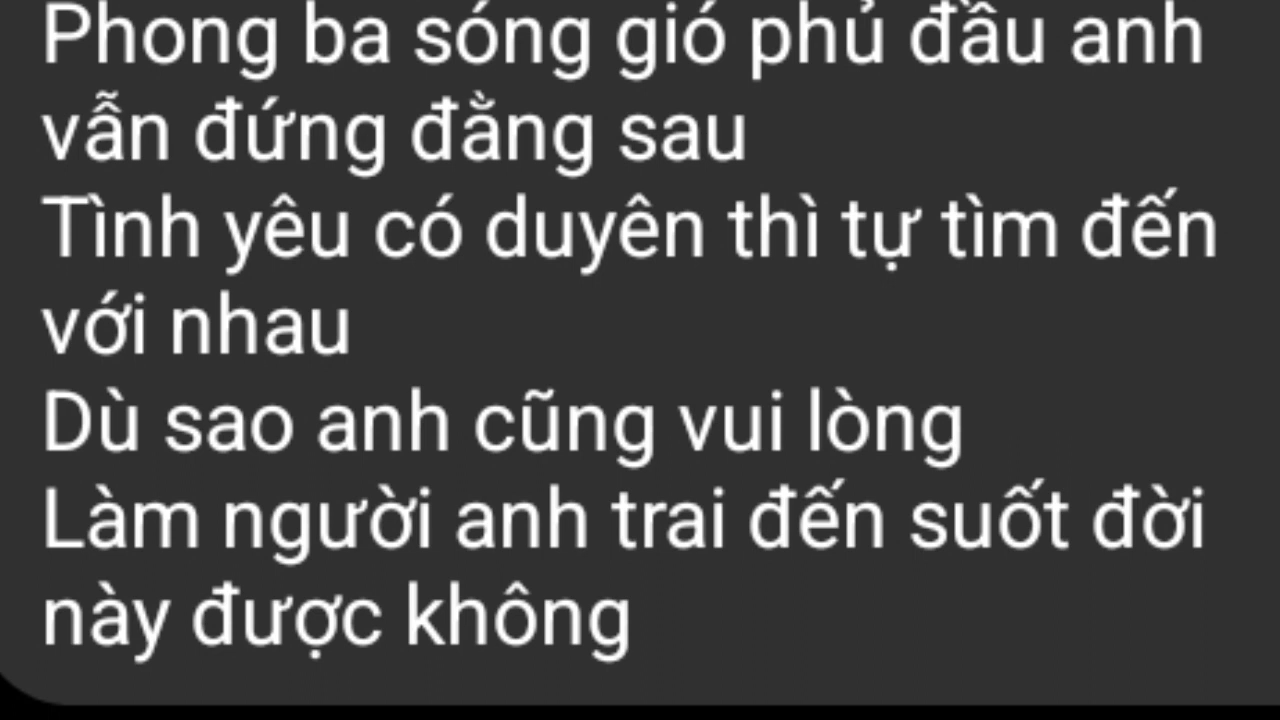 Phong ba sóng gió phủ đầu anh
vẫn đứng đằng sau
Tình yêu có duyên thì tự tìm đến
với nhau
Dù sao anh cũng vui lòng
Làm người anh trai đến suốt đời
này được không